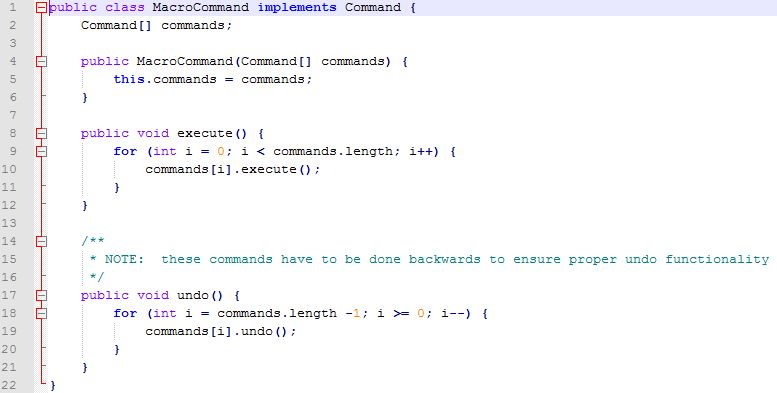 1 public class MacroCommand implements Command {
2     Command[] commands;
3
4     public MacroCommand(Command[] commands) {
5         this.commands = commands;
6     }
7
8     public void execute() {
9         for (int i = 0; i < commands.length; i++) {
10             commands[i].execute();
11         }
12     }
13
14     /**
15      * NOTE:  these commands have to be done backwards to ensure proper undo functionality
16      */
17     public void undo() {
18         for (int i = commands.length -1; i >= 0; i--) {
19             commands[i].undo();
20         }
21     }
22 }